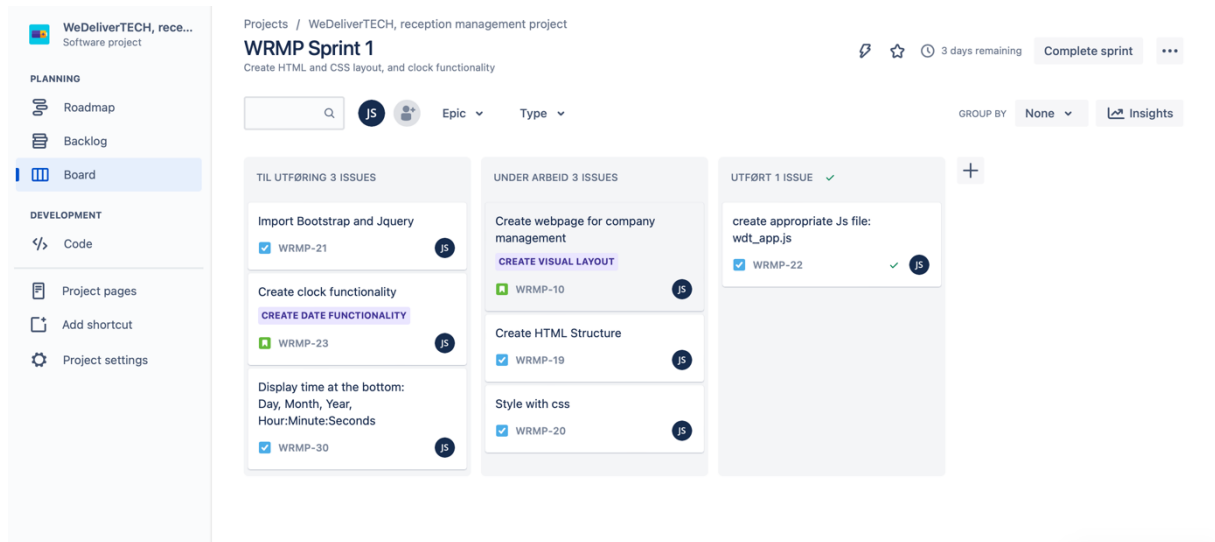 WeDeliverTECH, rece...
Software project
PLANNING
Roadmap
Backlog
Board
DEVELOPMENT
Code
Project pages
Add shortcut
Project settings
Projects / WeDeliverTECH, reception management project
WRMP Sprint 1
Create HTML and CSS layout, and clock functionality
3 days remaining
Complete sprint
JS
Epic
Type
GROUP BY
None
Insights
TIL UTFØRING 3 ISSUES
Import Bootstrap and Jquery
WRMP-21
JS
Create clock functionality
CREATE DATE FUNCTIONALITY
WRMP-23
JS
Display time at the bottom:
Day, Month, Year,
Hour:Minute:Seconds
WRMP-30
JS
UNDER ARBEID 3 ISSUES
Create webpage for company
management
CREATE VISUAL LAYOUT
WRMP-10
JS
Create HTML Structure
WRMP-19
JS
Style with css
WRMP-20
JS
UTFØRT 1 ISSUE
create appropriate Js file:
wdt_app.js
WRMP-22
JS